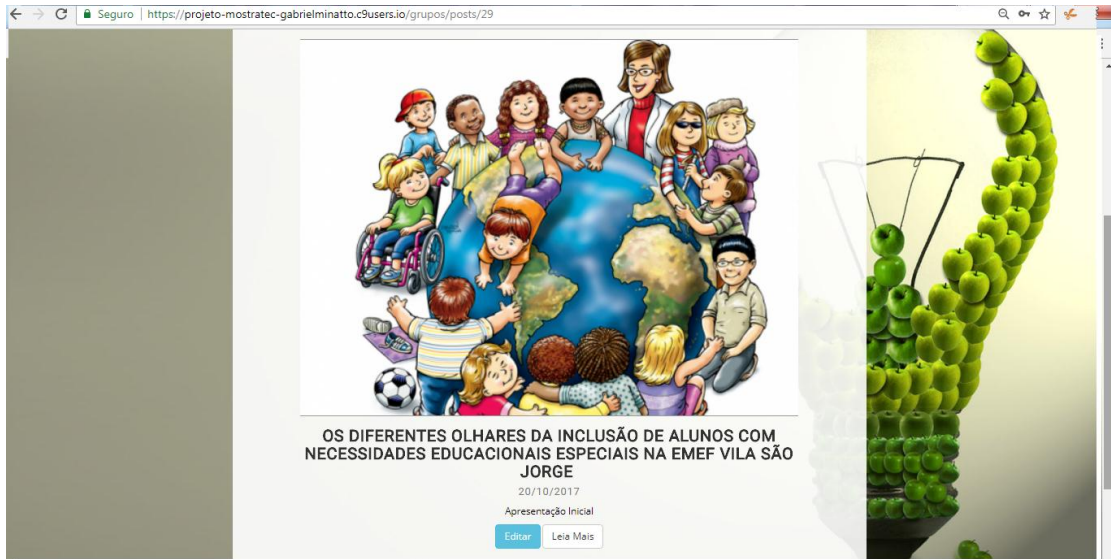 Seguro | https://projeto-mostratec-gabrielminatto.c9users.io/grupos/posts/29
OS DIFERENTES OLHARES DA INCLUSÃO DE ALUNOS COM
NECESSIDADES EDUCACIONAIS ESPECIAIS NA EMEF VILA SÃO
JORGE
20/10/2017
Apresentação Inicial
Editar Leia Mais